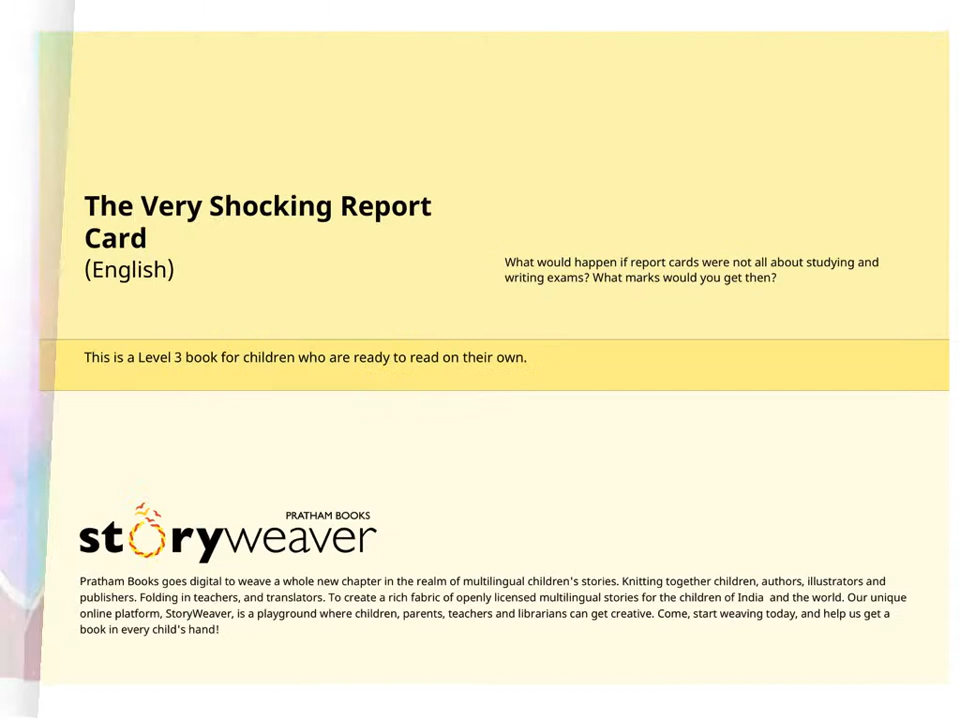 The Very Shocking Report
Card
(English)
What would happen if report cards were not all about studying and
writing exams? What marks would you get then?
This is a Level 3 book for children who are ready to read on their own.
PRATHAM BOOKS
storyweaver
Pratham Books goes digital to weave a whole new chapter in the realm of multilingual children's stories. Knitting together children, authors, illustrators and
publishers. Folding in teachers, and translators. To create a rich fabric of openly licensed multilingual stories for the children of India and the world. Our unique
online platform, StoryWeaver, is a playground where children, parents, teachers and librarians can get creative. Come, start weaving today, and help us get a
book in every child's hand!